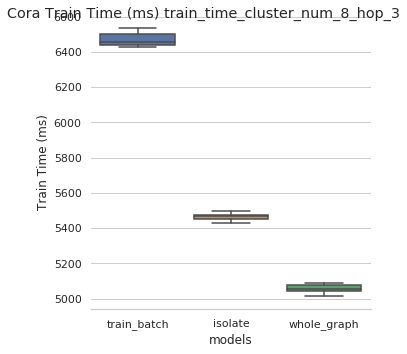 Cora Train Time (ms) train_time_cluster_num_8_hop_3
6600
6400
6200
6000
5800
5600
5400
5200
5000
Train Time (ms)
train_batch isolate whole_graph
models